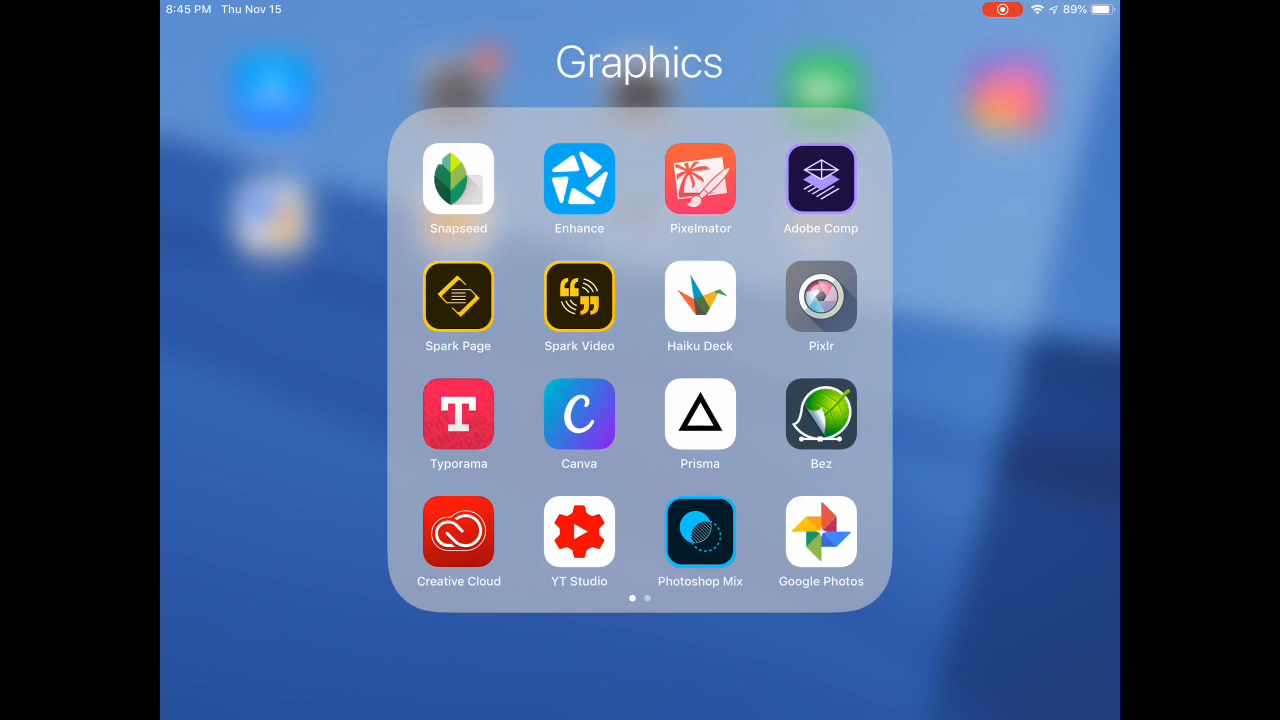 8:45 PM Thu Nov 15 89%
Graphics
Snapseed Enhance Pixelmator Adobe Comp
Spark Page Spark Video Haiku Deck Pixlr
T C
Typorama Canva Prisma Bez
Creative Cloud YT Studio Photoshop Mix Google Photos